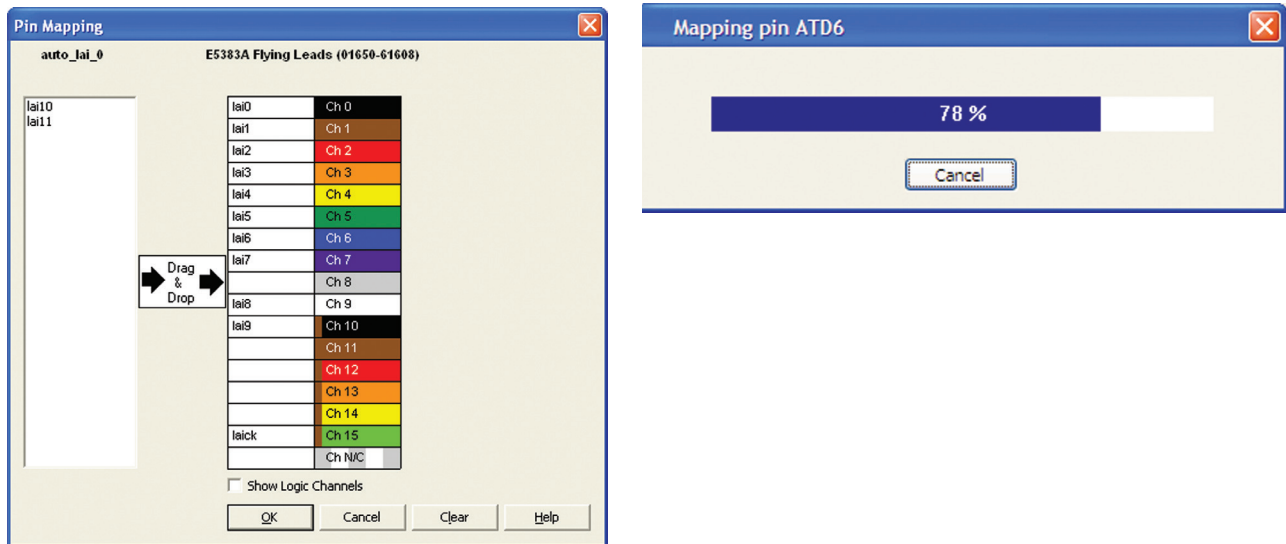 Pin Mapping
auto_lai_0 E5383A Flying Leads (01650-61608)
lai10
lai11
lai0 Ch 0
lai1 Ch 1
lai2 Ch 2
lai3 Ch 3
lai4 Ch 4
lai5 Ch 5
lai6 Ch 6
lai7 Ch 7
Ch 8
lai8 Ch 9
lai9 Ch 10
Ch 11
Ch 12
Ch 13
Ch 14
laick Ch 15
Ch N/C
Drag
&
Drop
Show Logic Channels
OK Cancel Clear Help
Mapping pin ATD6
78 %
Cancel